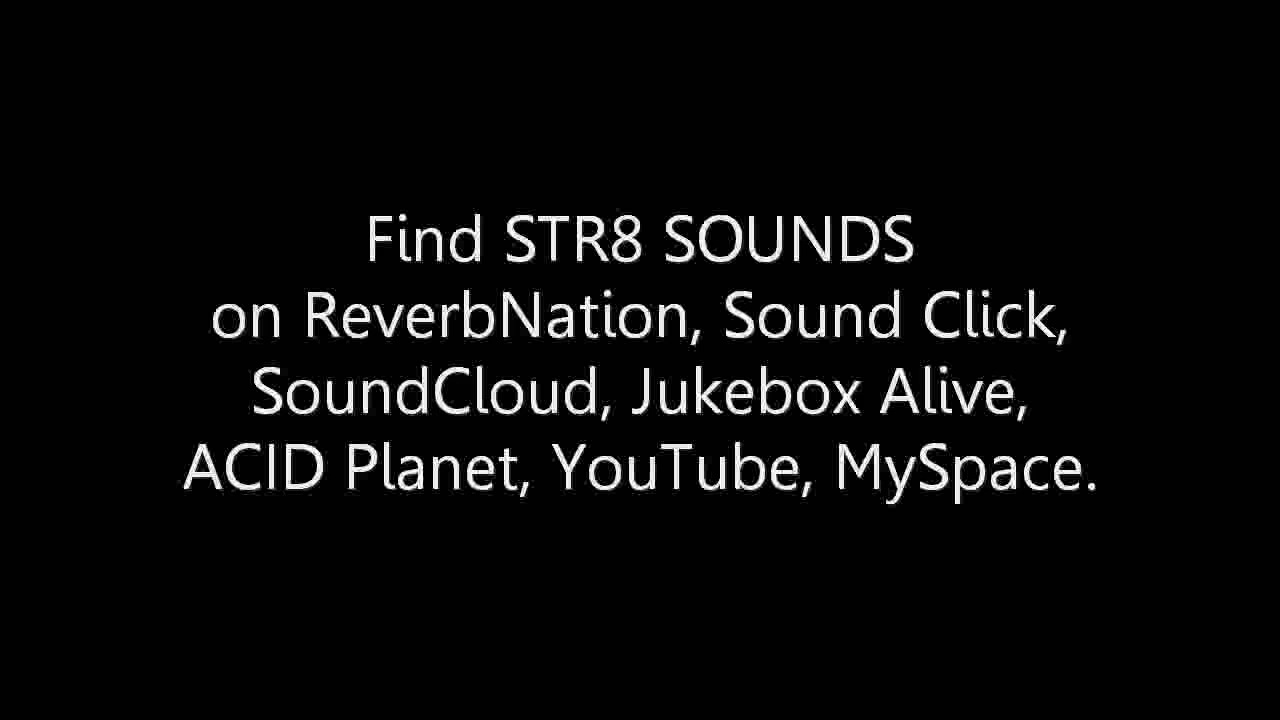 Find STR8 SOUNDS
on ReverbNation, Sound Click,
SoundCloud, Jukebox Alive,
ACID Planet, YouTube, MySpace.